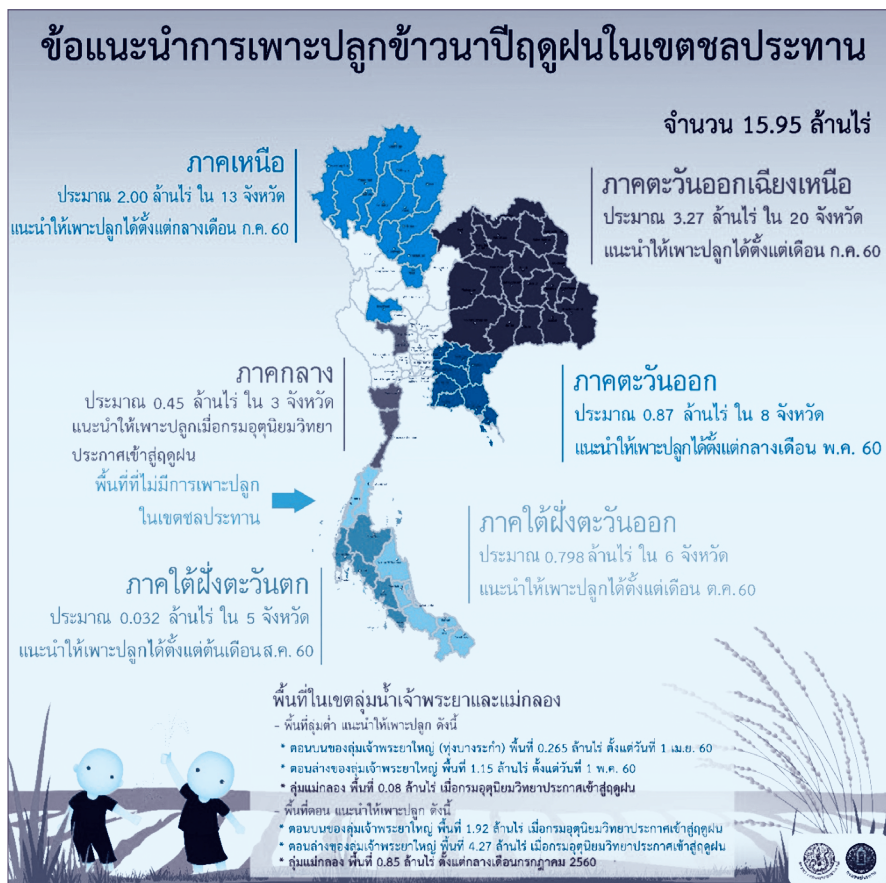 ข้อแนะนำการเพาะปลูกข้าวนาปีฤดูฝนในเขตชลประทาน
จำนวน 15.95 ล้านไร่
ภาคเหนือ
ประมาณ 2.00 ล้านไร่ ใน 13 จังหวัด
แนะนำให้เพาะปลูกได้ตั้งแต่กลางเดือน ก.ค. 60
ภาคตะวันออกเฉียงเหนือ
ประมาณ 3.27 ล้านไร่ ใน 20 จังหวัด
แนะนำให้เพาะปลูกได้ตั้งแต่เดือน ก.ค. 60
ภาคกลาง
ประมาณ 0.45 ล้านไร่ ใน 3 จังหวัด
แนะนำให้เพาะปลูกเมื่อกรมอุตุนิยมวิทยา
ประกาศเข้าสู่ฤดูฝน
ภาคตะวันออก
ประมาณ 0.87 ล้านไร่ ใน 8 จังหวัด
แนะนำให้เพาะปลูกได้ตั้งแต่กลางเดือน พ.ค. 60
พื้นที่ที่ไม่มีการเพาะปลูก
ในเขตชลประทาน
ภาคใต้ฝั่งตะวันออก
ประมาณ 0.798 ล้านไร่ ใน 6 จังหวัด
แนะนำให้เพาะปลูกได้ตั้งแต่เดือน ต.ค. 60
ภาคใต้ฝั่งตะวันตก
ประมาณ 0.032 ล้านไร่ ใน 5 จังหวัด
แนะนำให้เพาะปลูกได้ตั้งแต่ต้นเดือน ส.ค. 60
พื้นที่ในเขตลุ่มน้ำเจ้าพระยาและแม่กลอง
- พื้นที่ลุ่มต่ำ แนะนำให้เพาะปลูก ดังนี้
* ตอนบนของลุ่มเจ้าพระยาใหญ่ (ทุ่งบางระกำ) พื้นที่ 0.265 ล้านไร่ ตั้งแต่วันที่ 1 เม.ย. 60
* ตอนล่างของลุ่มเจ้าพระยาใหญ่ พื้นที่ 1.15 ล้านไร่ ตั้งแต่วันที่ 1 พ.ค. 60
* ลุ่มแม่กลอง พื้นที่ 0.08 ล้านไร่ เมื่อกรมอุตุนิยมวิทยาประกาศเข้าสู่ฤดูฝน
- พื้นที่ดอน แนะนำให้เพาะปลูก ดังนี้
* ตอนบนของลุ่มเจ้าพระยาใหญ่ พื้นที่ 1.92 ล้านไร่ เมื่อกรมอุตุนิยมวิทยาประกาศเข้าสู่ฤดูฝน
* ตอนล่างของลุ่มเจ้าพระยาใหญ่ พื้นที่ 4.27 ล้านไร่ เมื่อกรมอุตุนิยมวิทยาประกาศเข้าสู่ฤดูฝน
* ลุ่มแม่กลอง พื้นที่ 0.85 ล้านไร่ ตั้งแต่กลางเดือนกรกฎาคม 2560